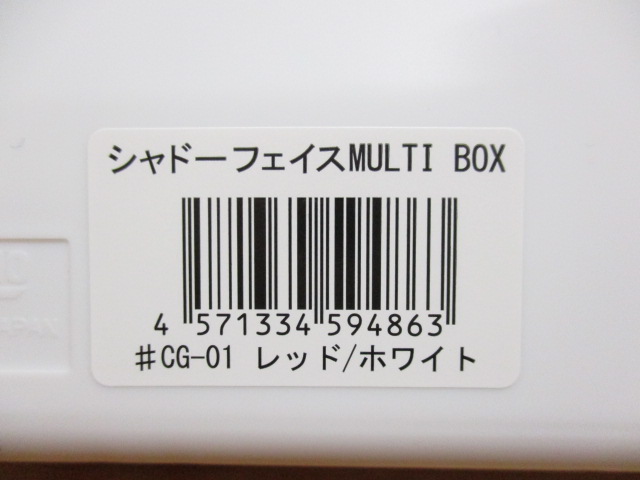 シャドーフェイスMULTI BOX
4 571334 594863
♯CG-01 レッド/ホワイト